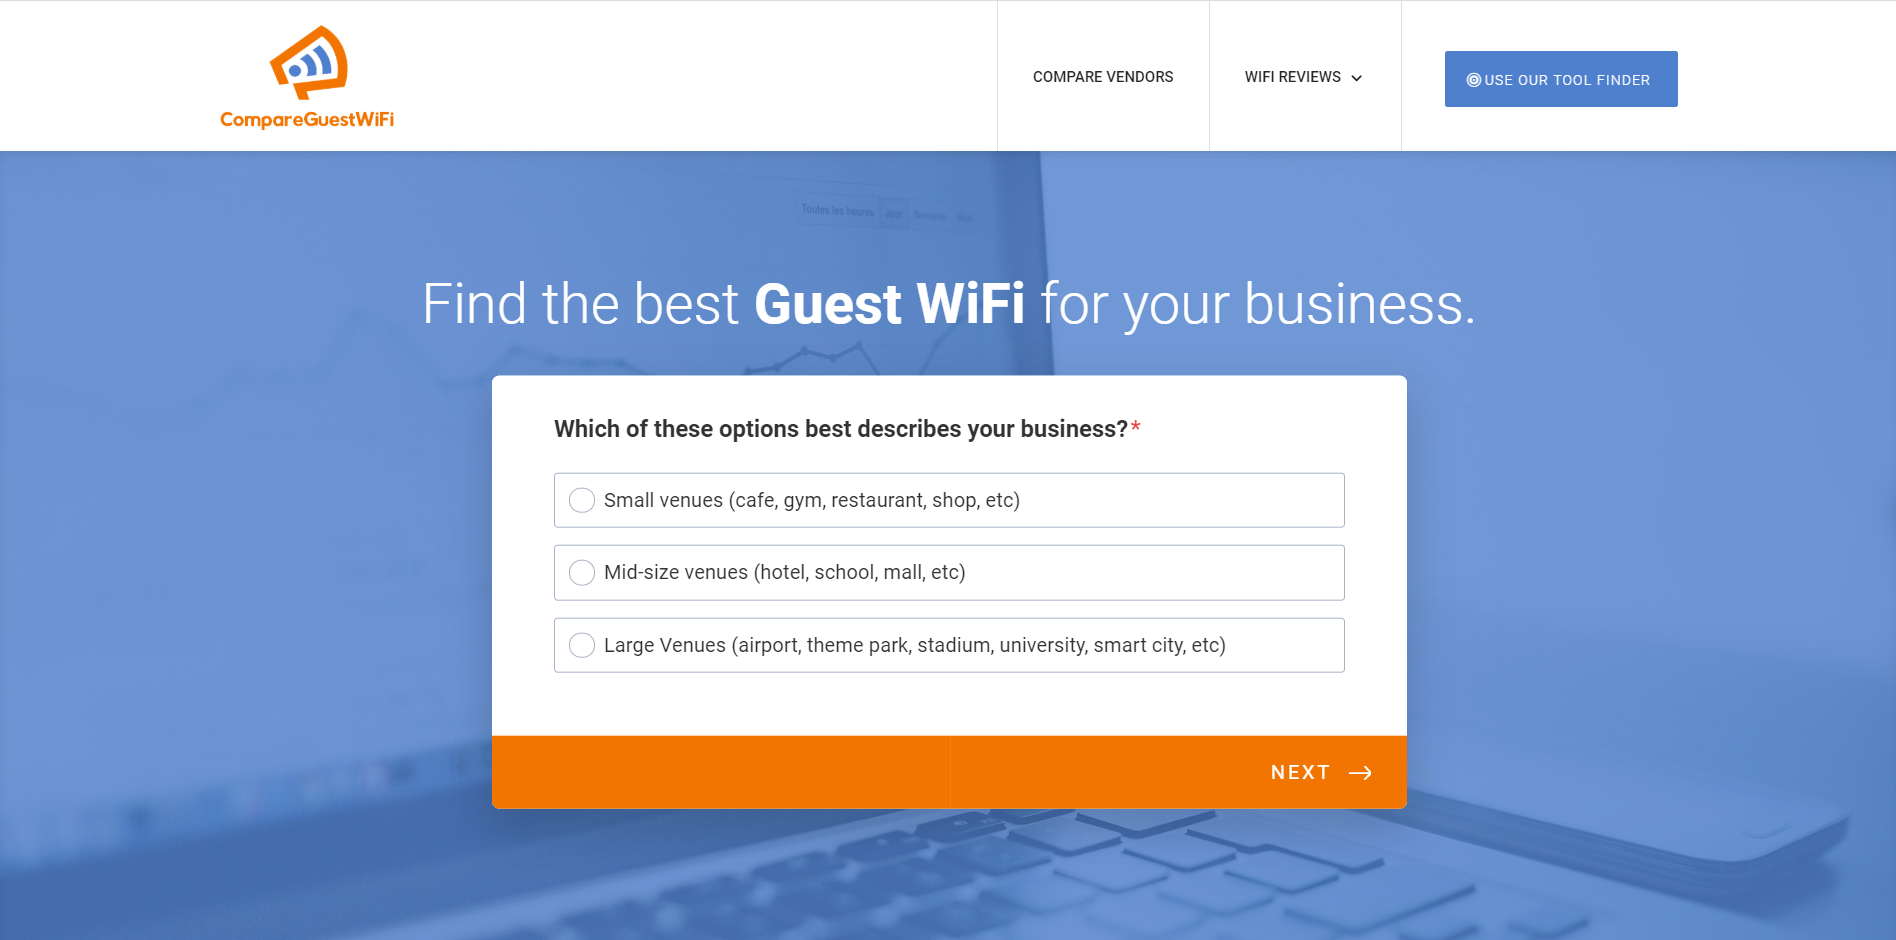 CompareGuestWiFi
COMPARE VENDORS
WIFI REVIEWS
USE OUR TOOL FINDER
Toutes les heures Jour
Find the best Guest WiFi for your business.
Which of these options best describes your business?*
Small venues (cafe, gym, restaurant, shop, etc)
Mid-size venues (hotel, school, mall, etc)
Large Venues (airport, theme park, stadium, university, smart city, etc)
NEXT